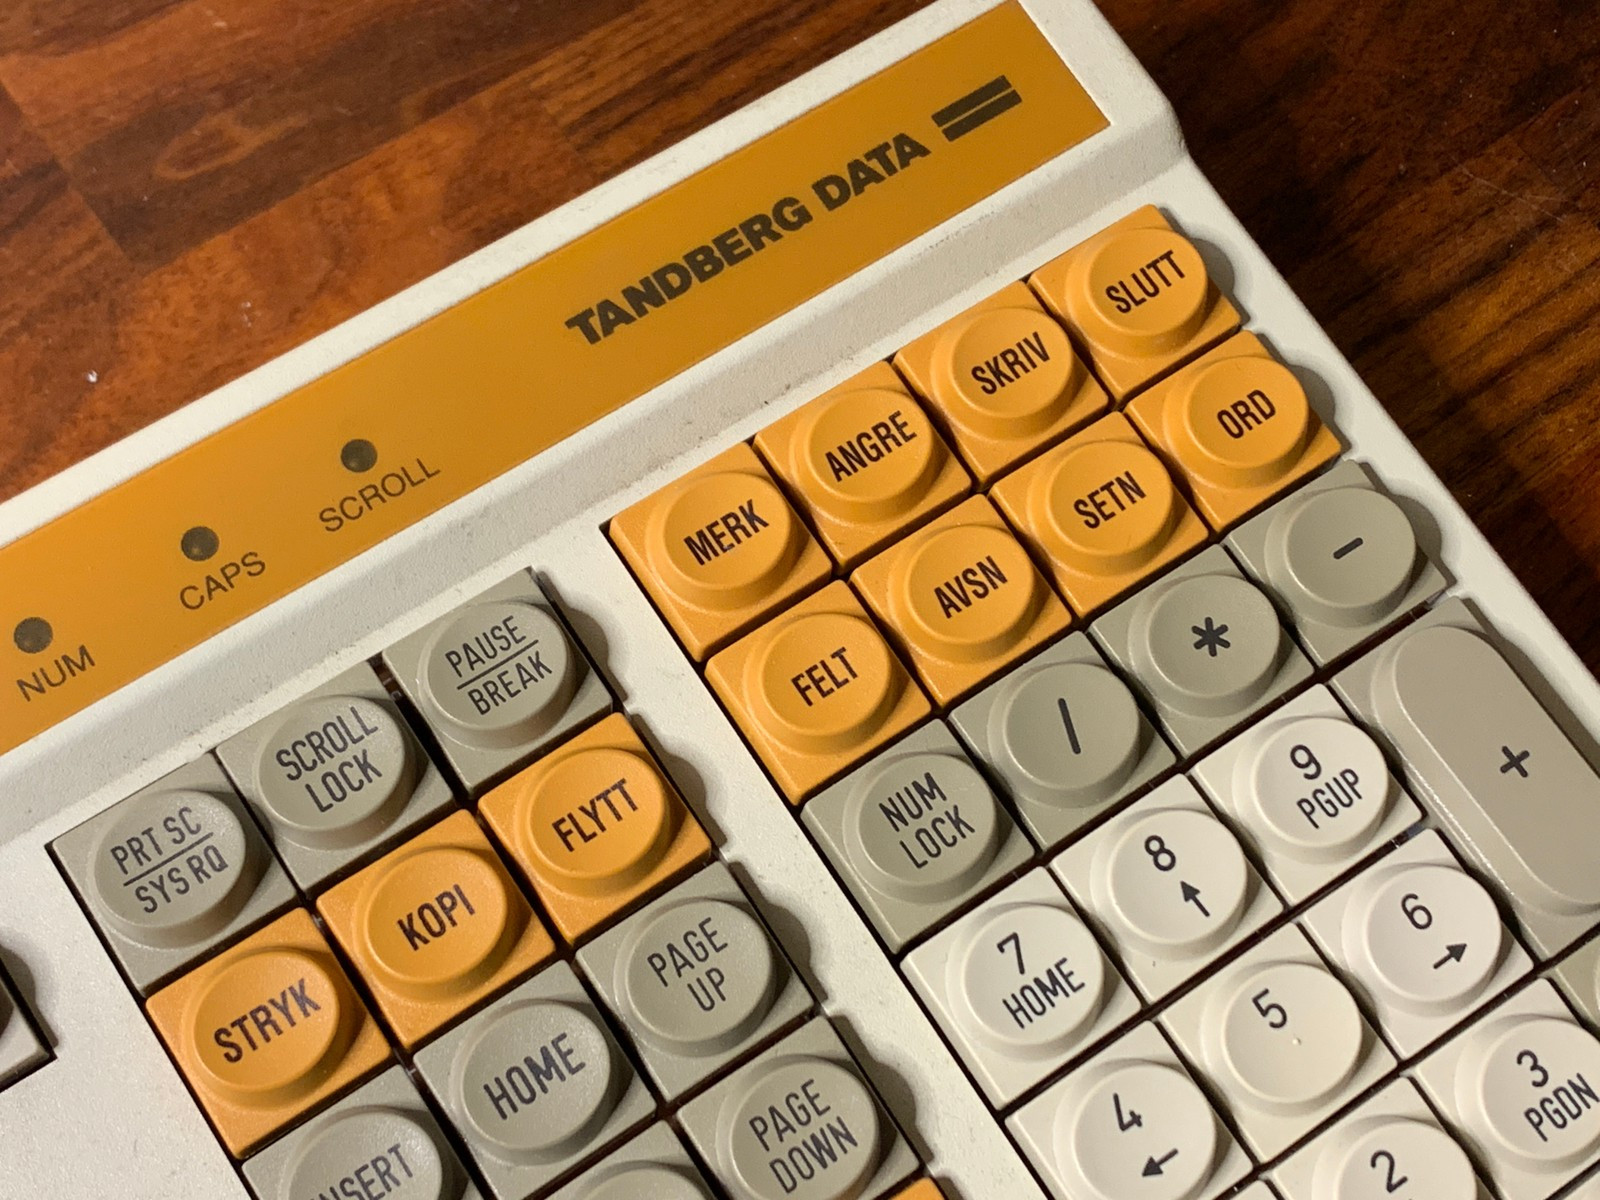 TANDBERG DATA
NUM
CAPS
SCROLL
MERK
ANGRE
SKRIV
SLUTT
FELT
AVSN
SETN
ORD
PRT SC
SYS RQ
SCROLL
LOCK
PAUSE
BREAK
NUM
LOCK
/
*
-
STRYK
KOPI
FLYTT
7
HOME
8
↑
9
PGUP
+
INSERT
HOME
PAGE
UP
4
←
5
6
→
PAGE
DOWN
2
3
PGDN